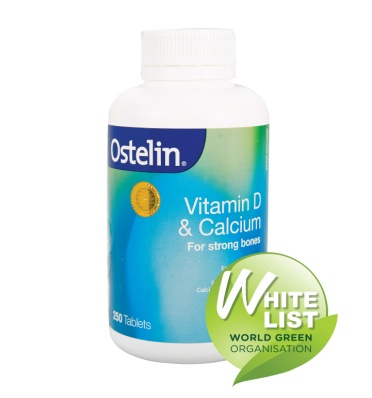 Ostelin®
Vitamin D
& Calcium
For strong bones
250 Tablets
WHITE
LIST
WORLD GREEN
ORGANISATION